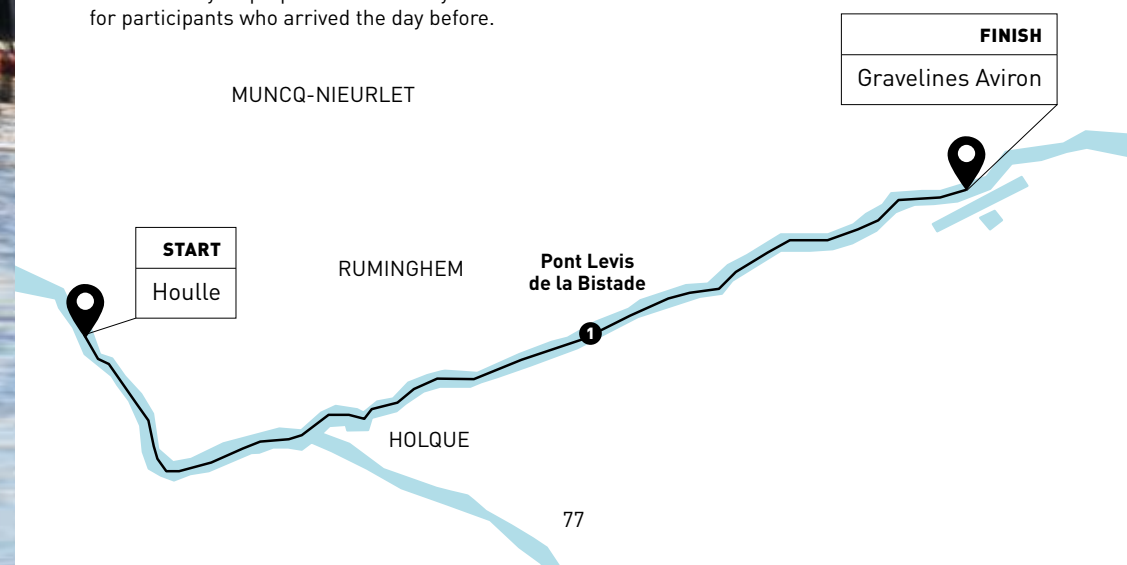 for participants who arrived the day before.
FINISH
Gravelines Aviron
MUNCQ-NIEURLET
START
Houlle
RUMINGHEM
Pont Levis
de la Bistade
1
HOLQUE
77